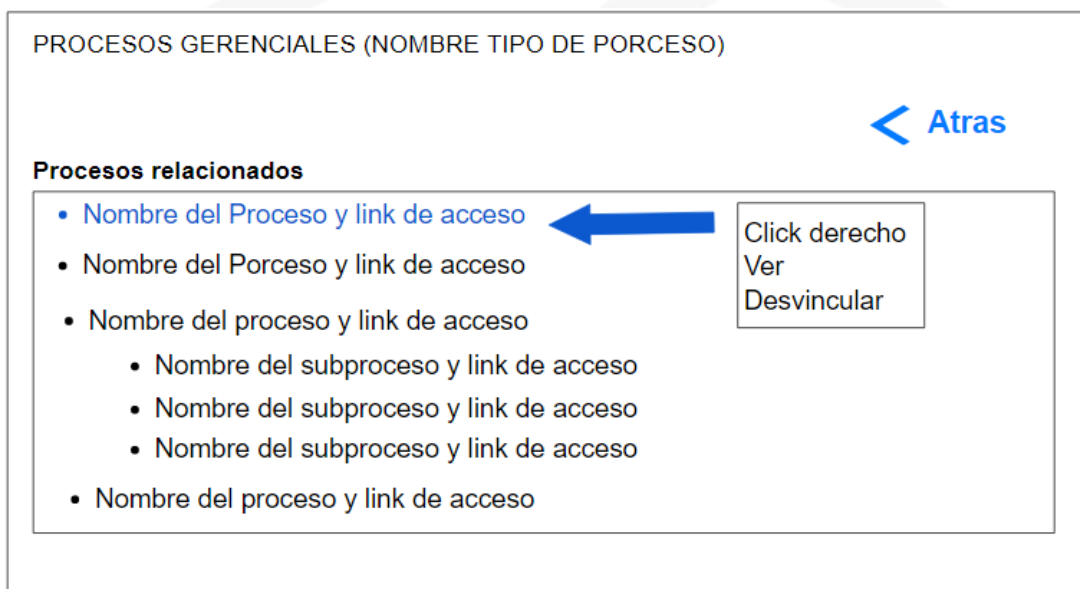 PROCESOS GERENCIALES (NOMBRE TIPO DE PORCESO)
Atras
Procesos relacionados
• Nombre del Proceso y link de acceso
Click derecho
Ver
Desvincular
• Nombre del Porceso y link de acceso
• Nombre del proceso y link de acceso
• Nombre del subproceso y link de acceso
• Nombre del subproceso y link de acceso
• Nombre del subproceso y link de acceso
• Nombre del proceso y link de acceso